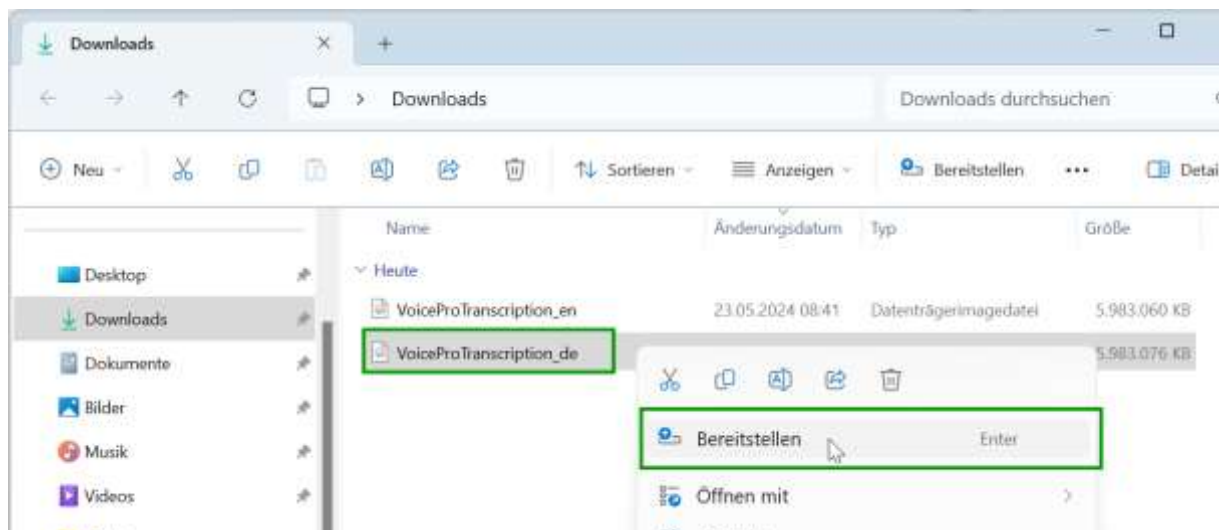 Downloads
Downloads
Downloads durchsuchen
Neu
Sortieren
Anzeigen
Bereitstellen
Detai
Name
Änderungsdatum
Typ
Größe
Desktop
Downloads
Dokumente
Bilder
Musik
Videos
Heute
VoiceProTranscription_en 23.05.2024 08:41 Datenträgerimagedatei 5.983.060 KB
VoiceProTranscription_de 5.983.076 KB
Bereitstellen Enter
Öffnen mit